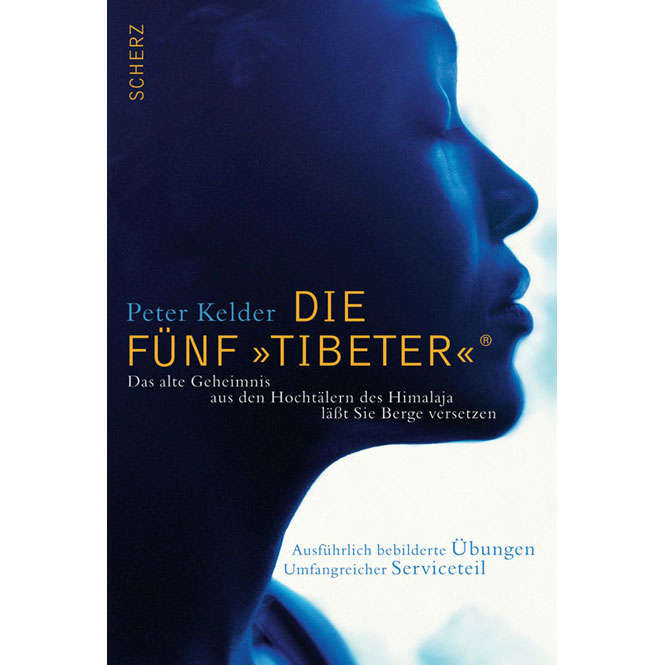 SCHERZ
Peter Kelder DIE
FÜNF »TIBETER«®
Das alte Geheimnis
aus den Hochtälern des Himalaja
läßt Sie Berge versetzen
Ausführlich bebilderte Übungen
Umfangreicher Serviceteil